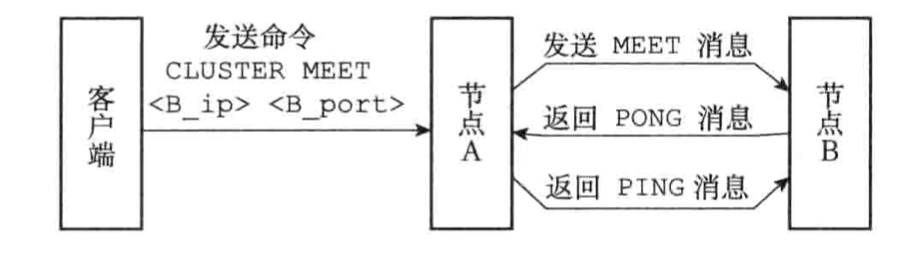 客户端
发送命令
CLUSTER MEET
<B_ip> <B_port>
节点A
发送 MEET 消息
返回 PONG 消息
返回 PING 消息
节点B